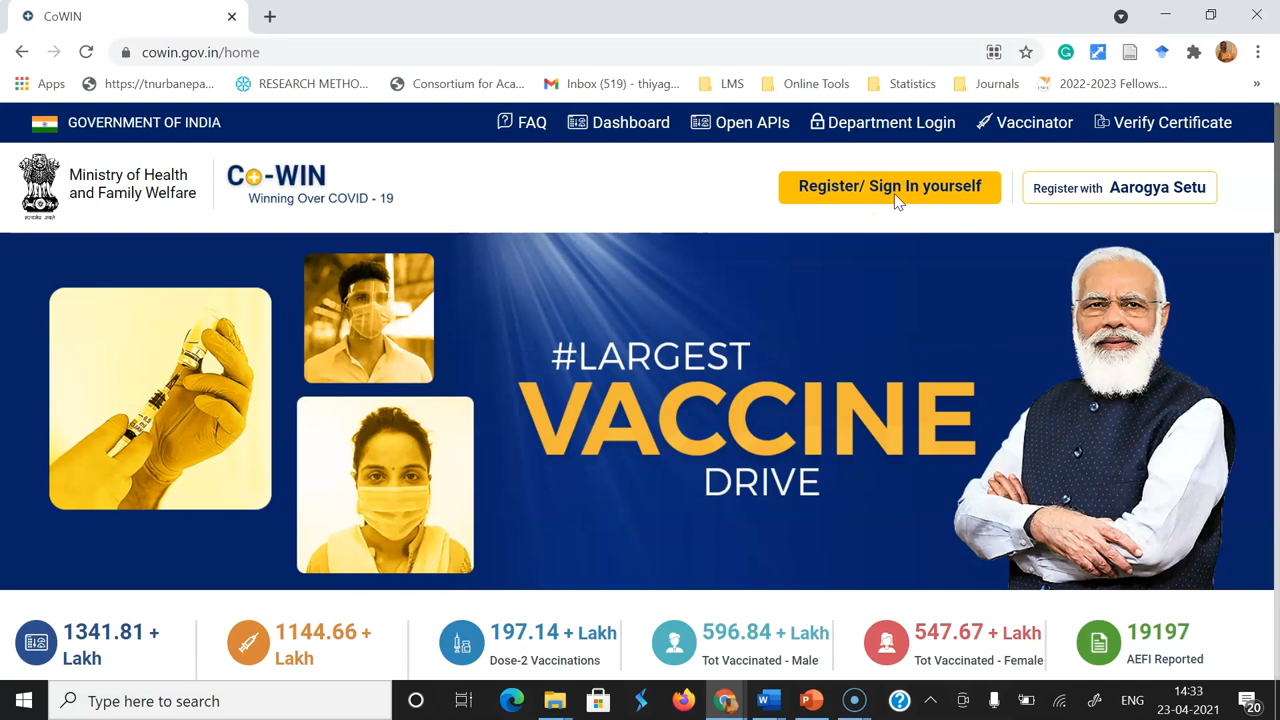 CoWIN
cowin.gov.in/home
Apps
https://tnurbanepa...
RESEARCH METHO...
Consortium for Aca...
Inbox (519) - thiyag...
LMS
Online Tools
Statistics
Journals
2022-2023 Fellows...
»
GOVERNMENT OF INDIA
FAQ
Dashboard
Open APIs
Department Login
Vaccinator
Verify Certificate
Ministry of Health
and Family Welfare
Co-WIN
Winning Over COVID - 19
Register/ Sign In yourself
Register with Aarogya Setu
#LARGEST
VACCINE
DRIVE
1341.81 +
Lakh
1144.66 +
Lakh
197.14 + Lakh
Dose-2 Vaccinations
596.84 + Lakh
Tot Vaccinated - Male
547.67 + Lakh
Tot Vaccinated - Female
19197
AEFI Reported
Type here to search
ENG
14:33
23-04-2021
20